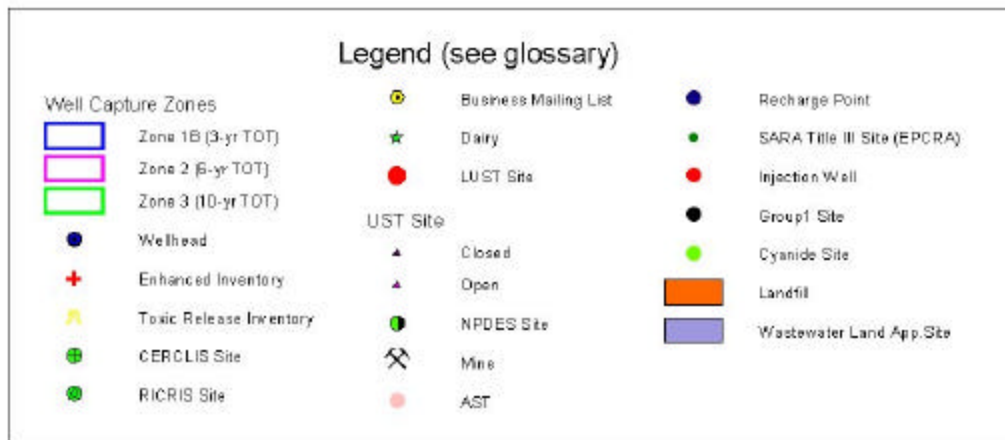 Legend (see glossary)
Well Capture Zones
Zone 1B (3-yr TOT)
Zone 2 (6-yr TOT)
Zone 3 (10-yr TOT)
Wellhead
Enhanced Inventory
Toxic Release Inventory
CERCLIS Site
RICRIS Site
Business Mailing List
Dairy
LUST Site
UST Site
Closed
Open
NPDES Site
Mine
AST
Recharge Point
SARA Title III Site (EPCRA)
Injection Well
Group1 Site
Cyanide Site
Landfill
Wastewater Land App.Site